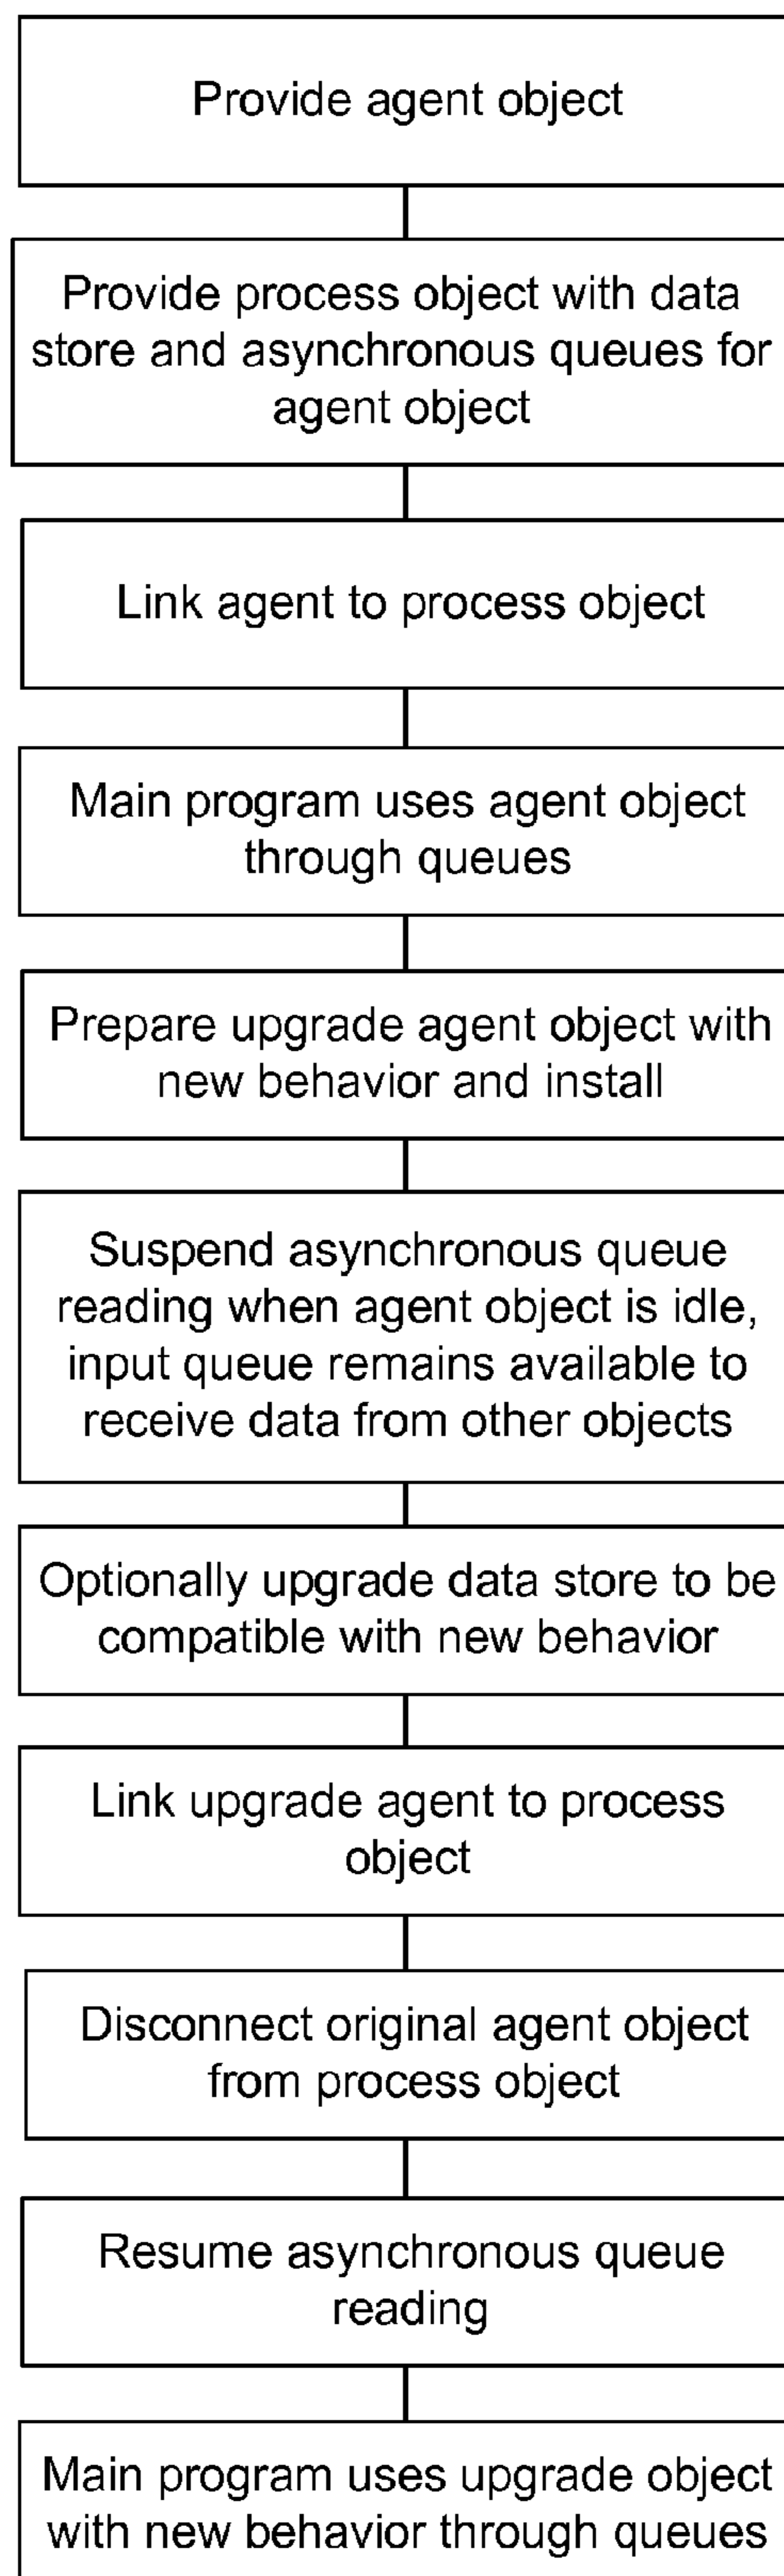 Provide agent object
Provide process object with data
store and asynchronous queues for
agent object
Link agent to process object
Main program uses agent object
through queues
Prepare upgrade agent object with
new behavior and install
Suspend asynchronous queue
reading when agent object is idle,
input queue remains available to
receive data from other objects
Optionally upgrade data store to be
compatible with new behavior
Link upgrade agent to process
object
Disconnect original agent object
from process object
Resume asynchronous queue
reading
Main program uses upgrade object
with new behavior through queues